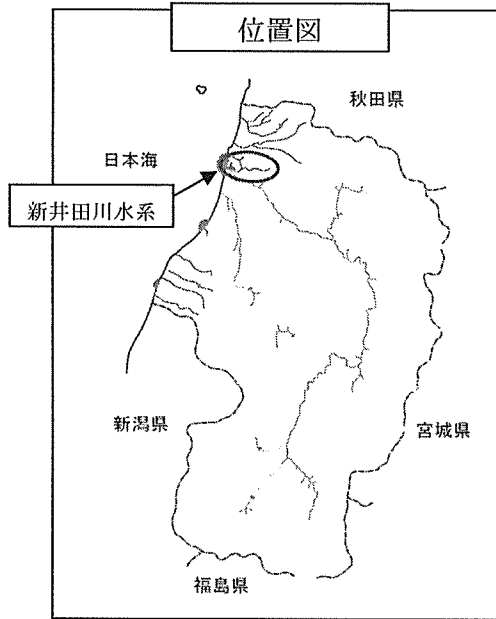 位置図
秋田県
日本海
新井田川水系
新潟県
宮城県
福島県